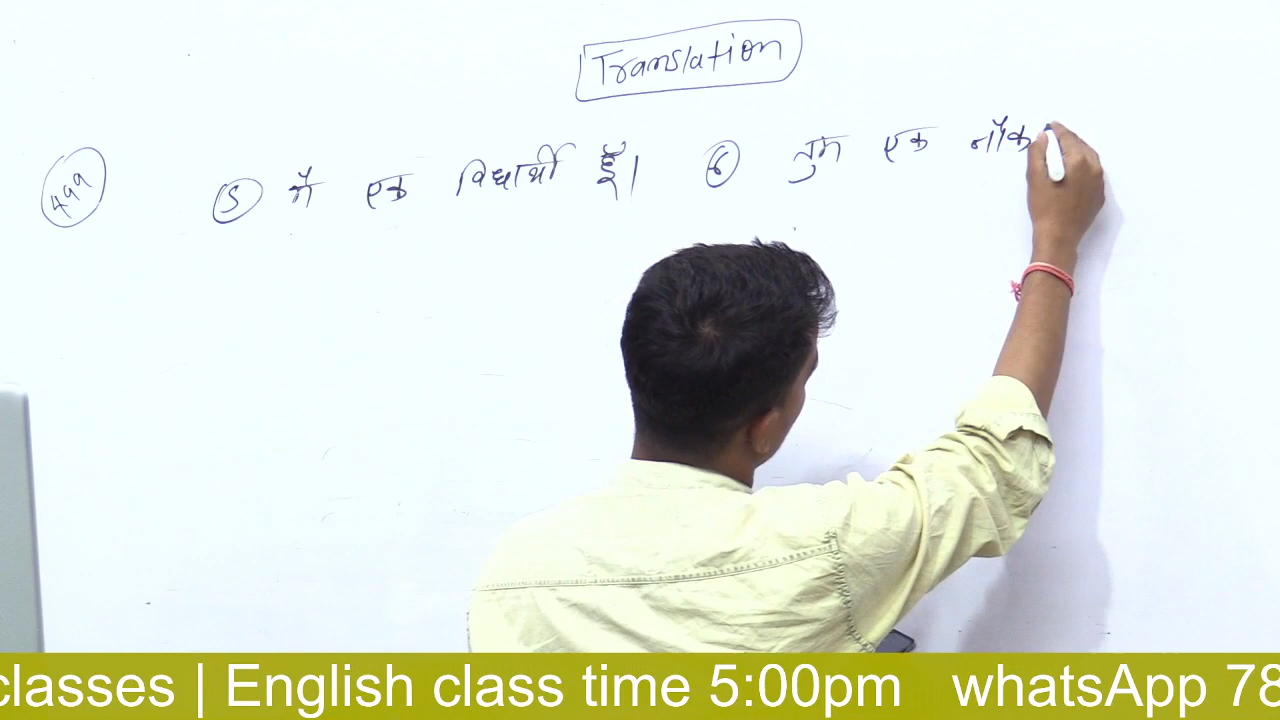 Translation
499 5 मैं एक विद्यार्थी हूँ। 6 तुम एक नौक
classes | English class time 5:00pm whatsApp 78